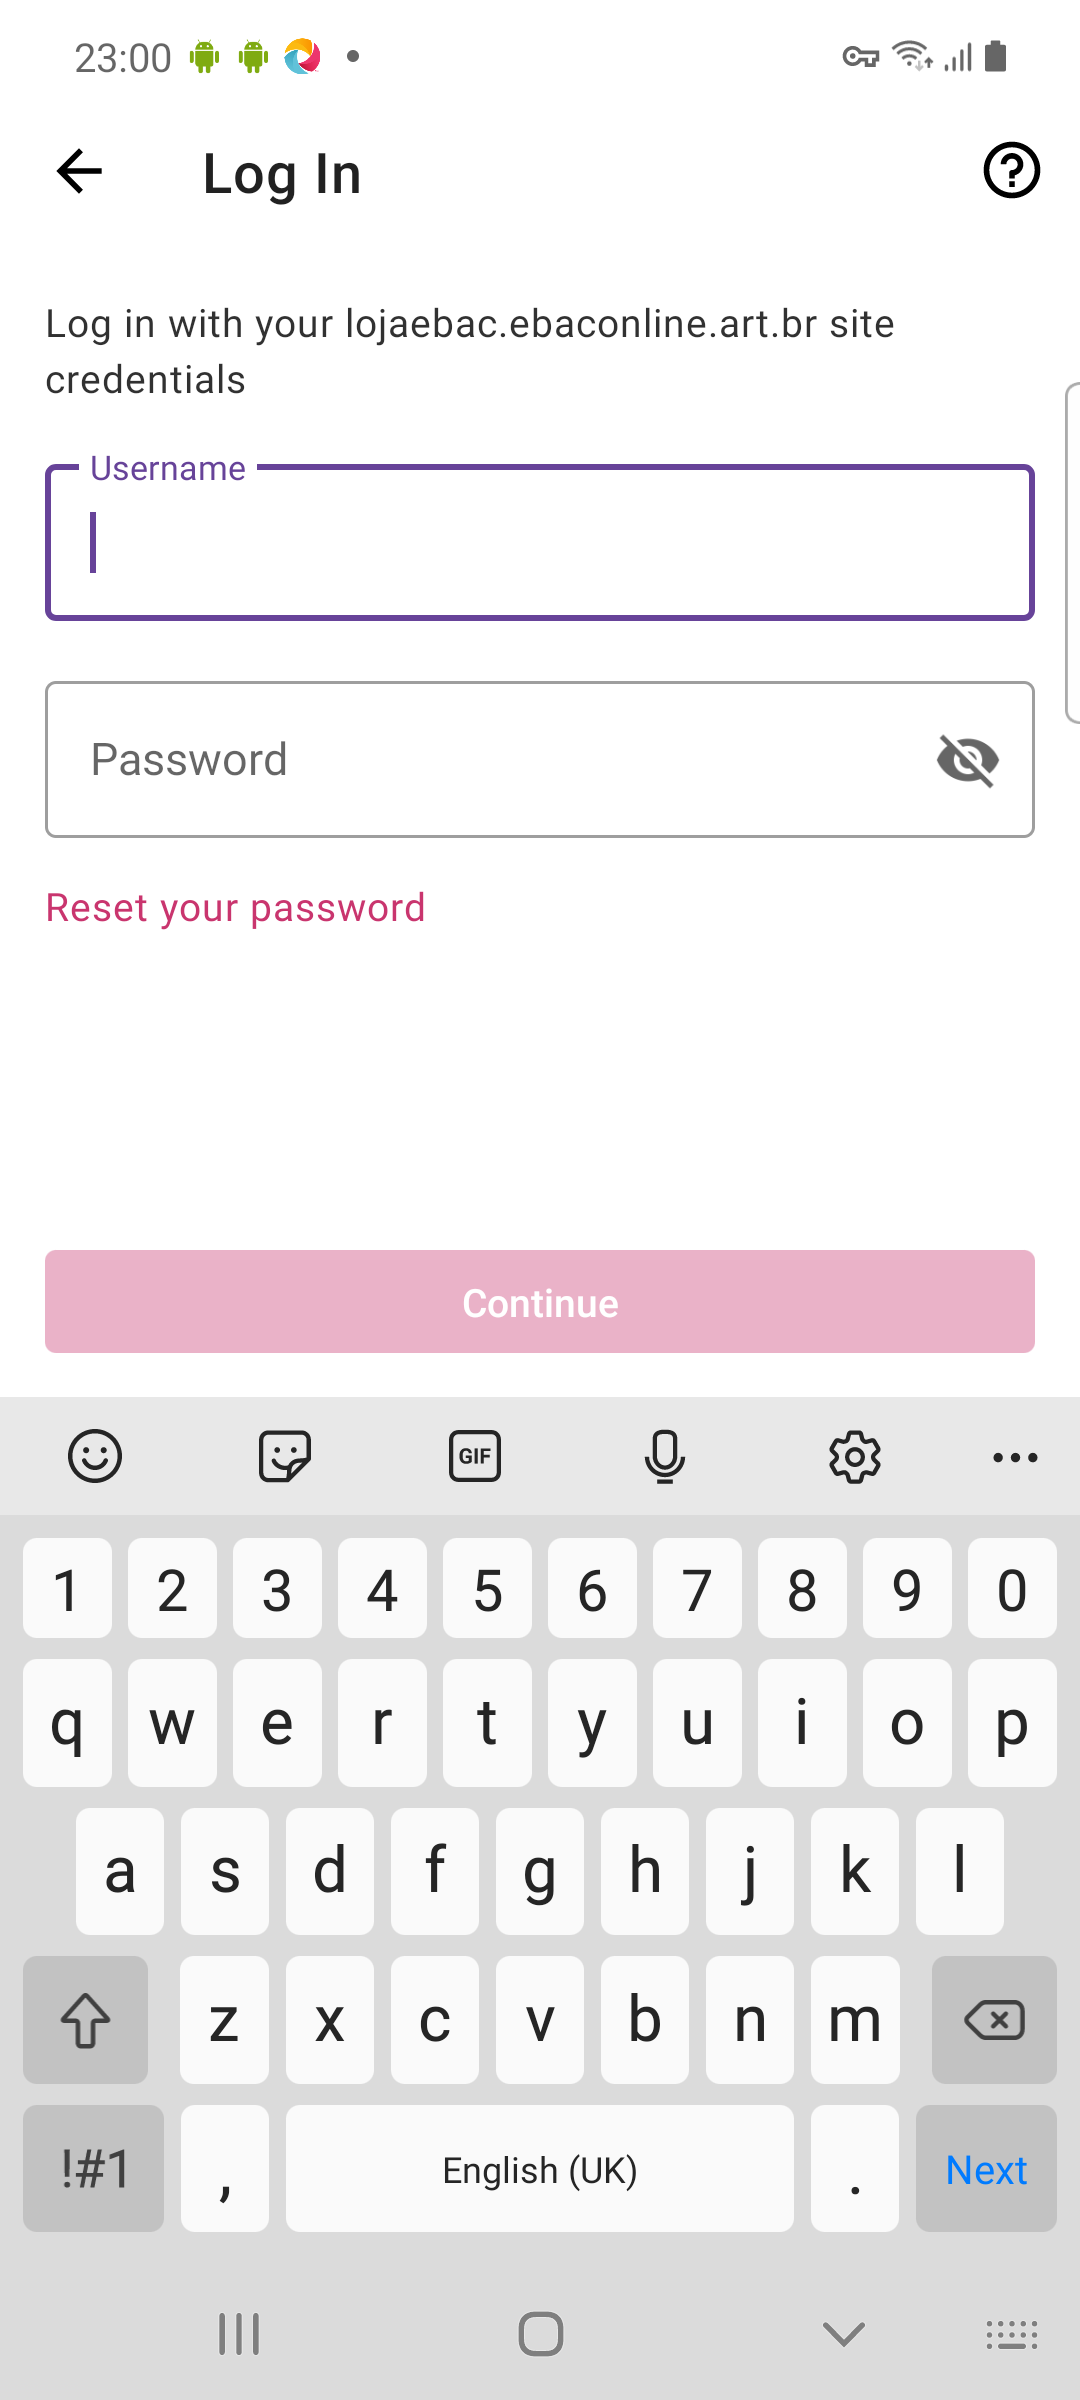 23:00
Log In
Log in with your lojaebac.ebaconline.art.br site
credentials
Username
Password
Reset your password
Continue
GIF
1 2 3 4 5 6 7 8 9 0
q w e r t y u i o p
a s d f g h j k l
z x c v b n m
!#1 , English (UK) . Next